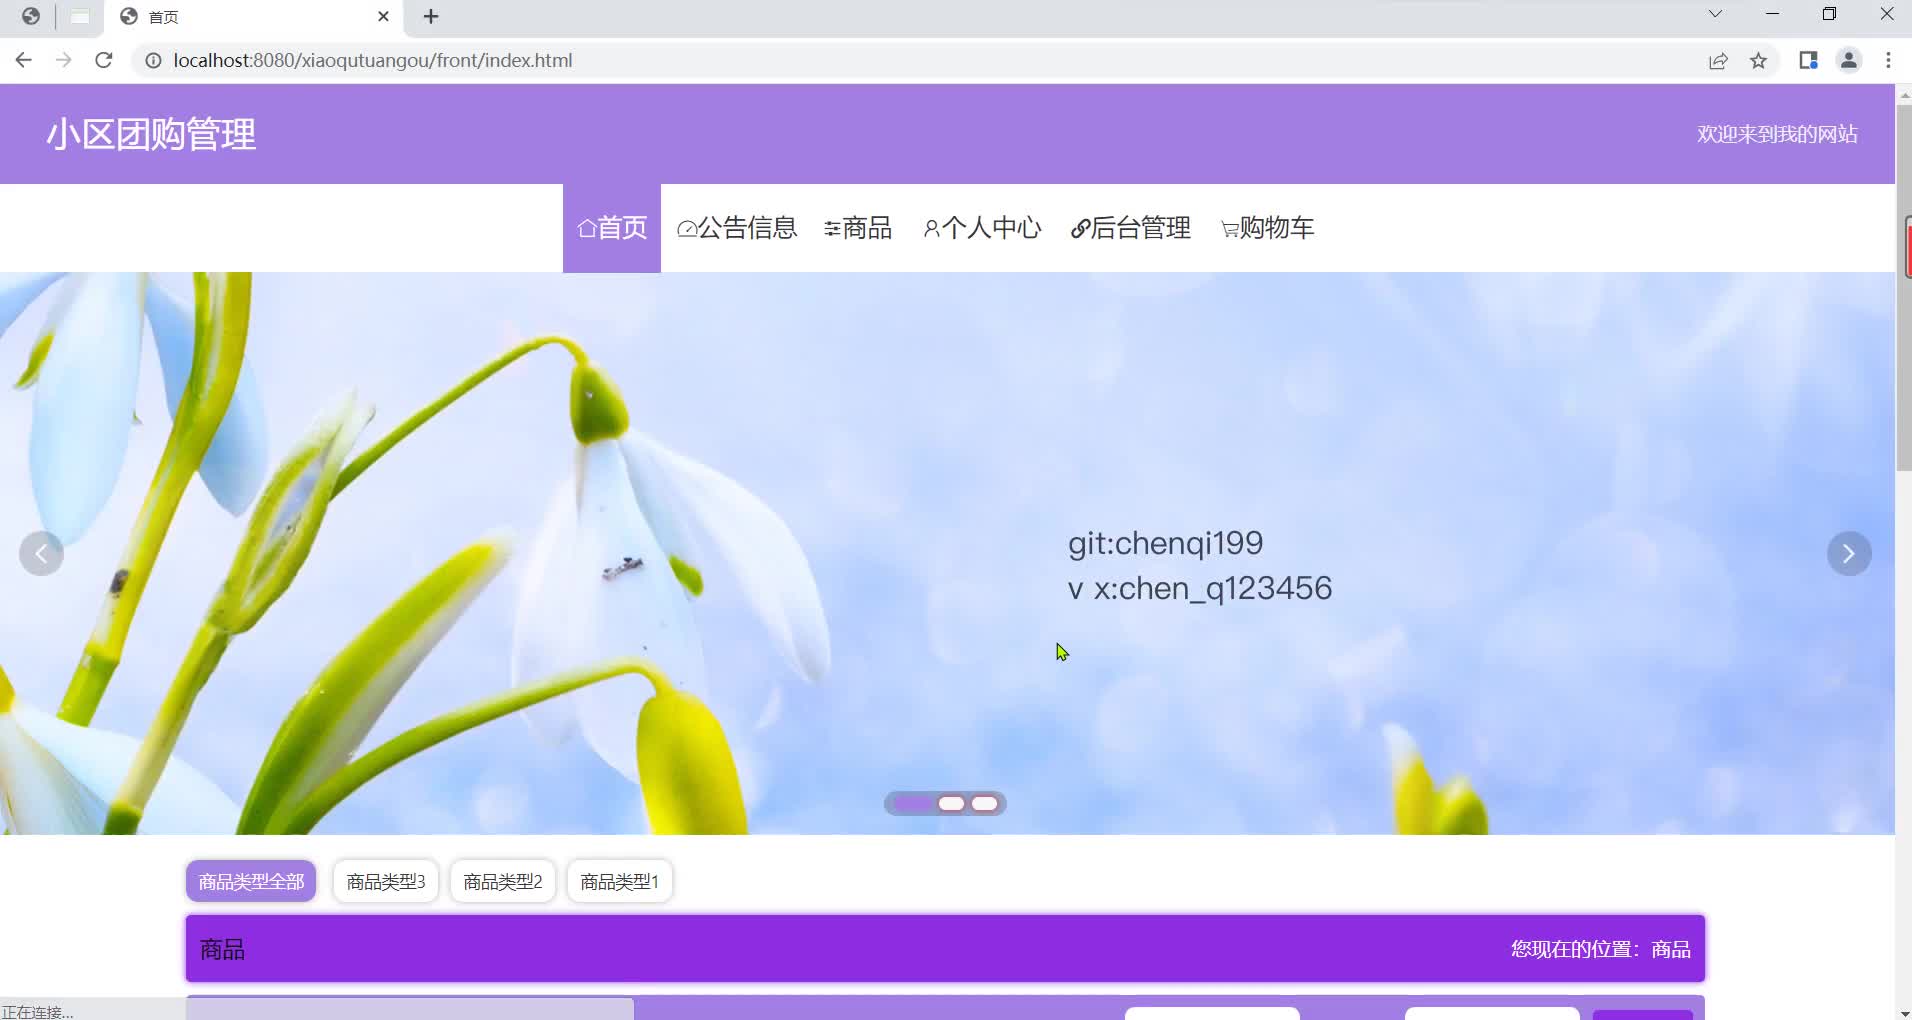 首页
localhost:8080/xiaoqutuangou/front/index.html
小区团购管理
欢迎来到我的网站
首页 公告信息 商品 个人中心 后台管理 购物车
git:chenqi199
v x:chen_q123456
商品类型全部 商品类型3 商品类型2 商品类型1
商品
您现在的位置：商品
正在连接...